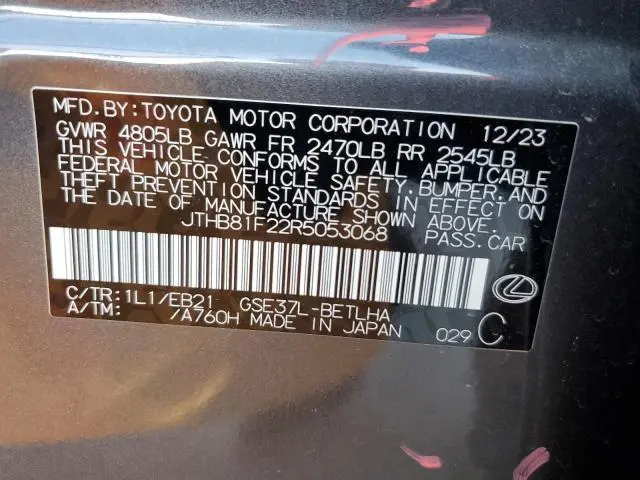 MFD.BY:TOYOTA MOTOR CORPORATION 12/23
GVWR 4805LB GAWR FR 2470LB RR 2545LB
THIS VEHICLE CONFORMS TO ALL APPLICABLE
FEDERAL MOTOR VEHICLE SAFETY,BUMPER,AND
THEFT PREVENTION STANDARDS IN EFFECT ON
THE DATE OF MANUFACTURE SHOWN ABOVE.
JTHB81F22R5053068 PASS.CAR
C/TR:1L1/EB21 GSE37L-BETLHA
A/TM: /A760H MADE IN JAPAN 029 C